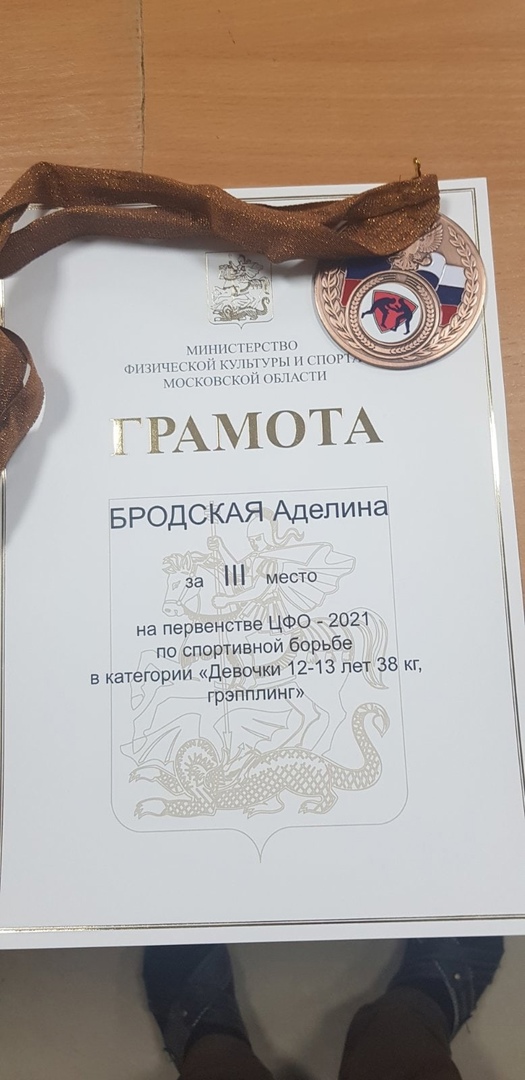 МИНИСТЕРСТВО
ФИЗИЧЕСКОЙ КУЛЬТУРЫ И СПОРТА
МОСКОВСКОЙ ОБЛАСТИ
ГРАМОТА
БРОДСКАЯ Аделина
за III место
на первенстве ЦФО - 2021
по спортивной борьбе
в категории «Девочки 12-13 лет 38 кг,
грэпплинг»